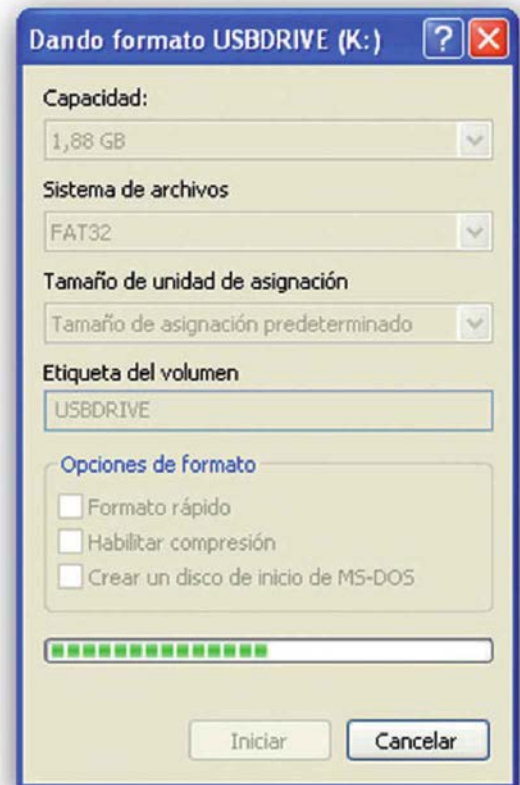 Dando formato USBDRIVE (K:)
Capacidad:
1,88 GB
Sistema de archivos
FAT32
Tamaño de unidad de asignación
Tamaño de asignación predeterminado
Etiqueta del volumen
USBDRIVE
Opciones de formato
Formato rápido
Habilitar compresión
Crear un disco de inicio de MS-DOS
Iniciar
Cancelar